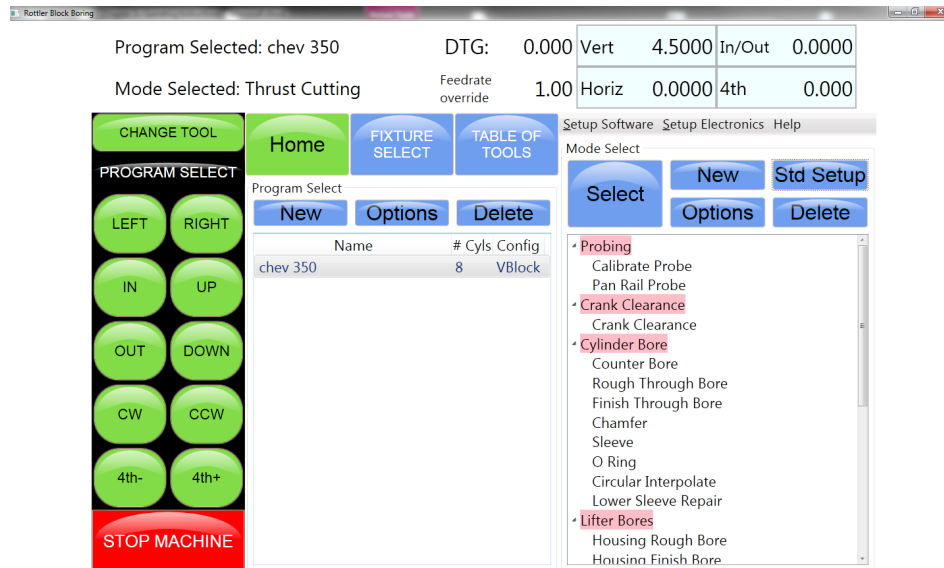 Rottler Block Boring
Program Selected: chev 350
DTG: 0.000
Vert 4.5000
In/Out 0.0000
Mode Selected: Thrust Cutting
Feedrate override 1.00
Horiz 0.0000
4th 0.000
CHANGE TOOL
PROGRAM SELECT
LEFT
RIGHT
IN
UP
OUT
DOWN
CW
CCW
4th-
4th+
STOP MACHINE
Home
FIXTURE
SELECT
TABLE OF
TOOLS
Program Select
New
Options
Delete
Name # Cyls Config
chev 350 8 VBlock
Setup Software Setup Electronics Help
Mode Select
Select
New
Std Setup
Options
Delete
Probing
Calibrate Probe
Pan Rail Probe
Crank Clearance
Crank Clearance
Cylinder Bore
Counter Bore
Rough Through Bore
Finish Through Bore
Chamfer
Sleeve
O Ring
Circular Interpolate
Lower Sleeve Repair
Lifter Bores
Housing Rough Bore
Housing Finish Bore